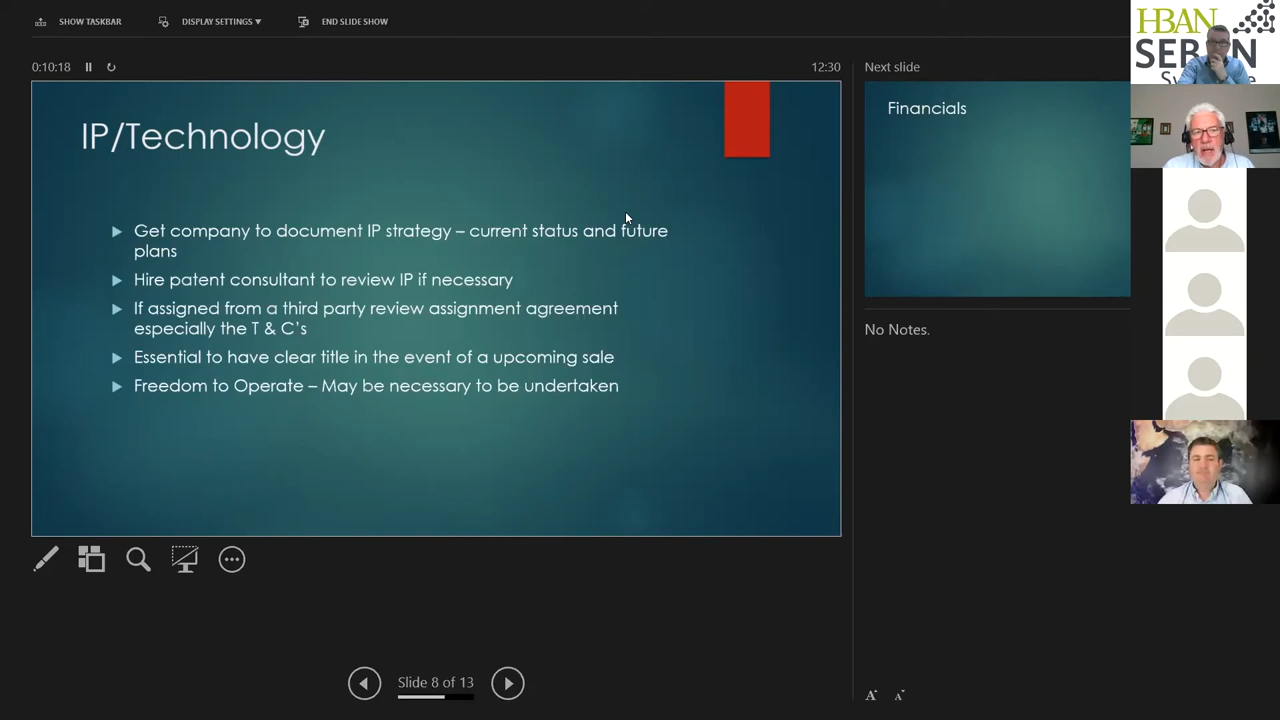 SHOW TASKBAR
DISPLAY SETTINGS
END SLIDE SHOW
0:10:18
12:30
IP/Technology
Get company to document IP strategy – current status and future
plans
Hire patent consultant to review IP if necessary
If assigned from a third party review assignment agreement
especially the T & C's
Essential to have clear title in the event of a upcoming sale
Freedom to Operate – May be necessary to be undertaken
Slide 8 of 13
Next slide
Financials
No Notes.
A A
HBAN